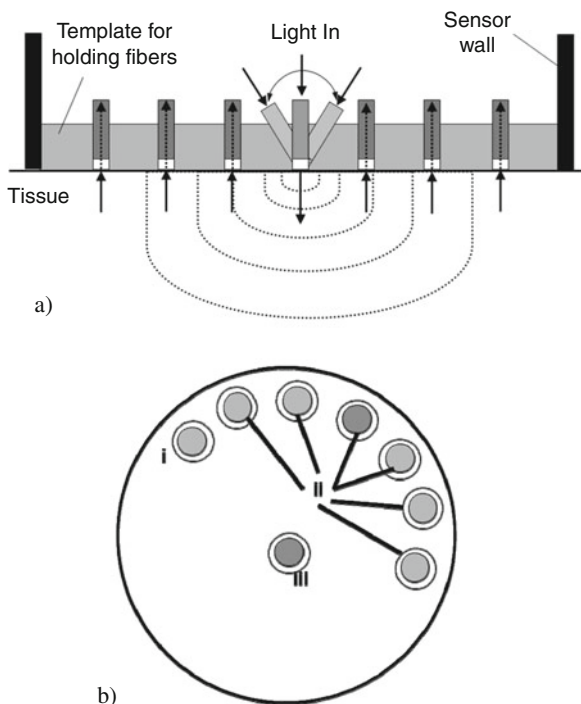 Template for
holding fibers
Light In
Sensor
wall
Tissue
a)
i
II
III
b)